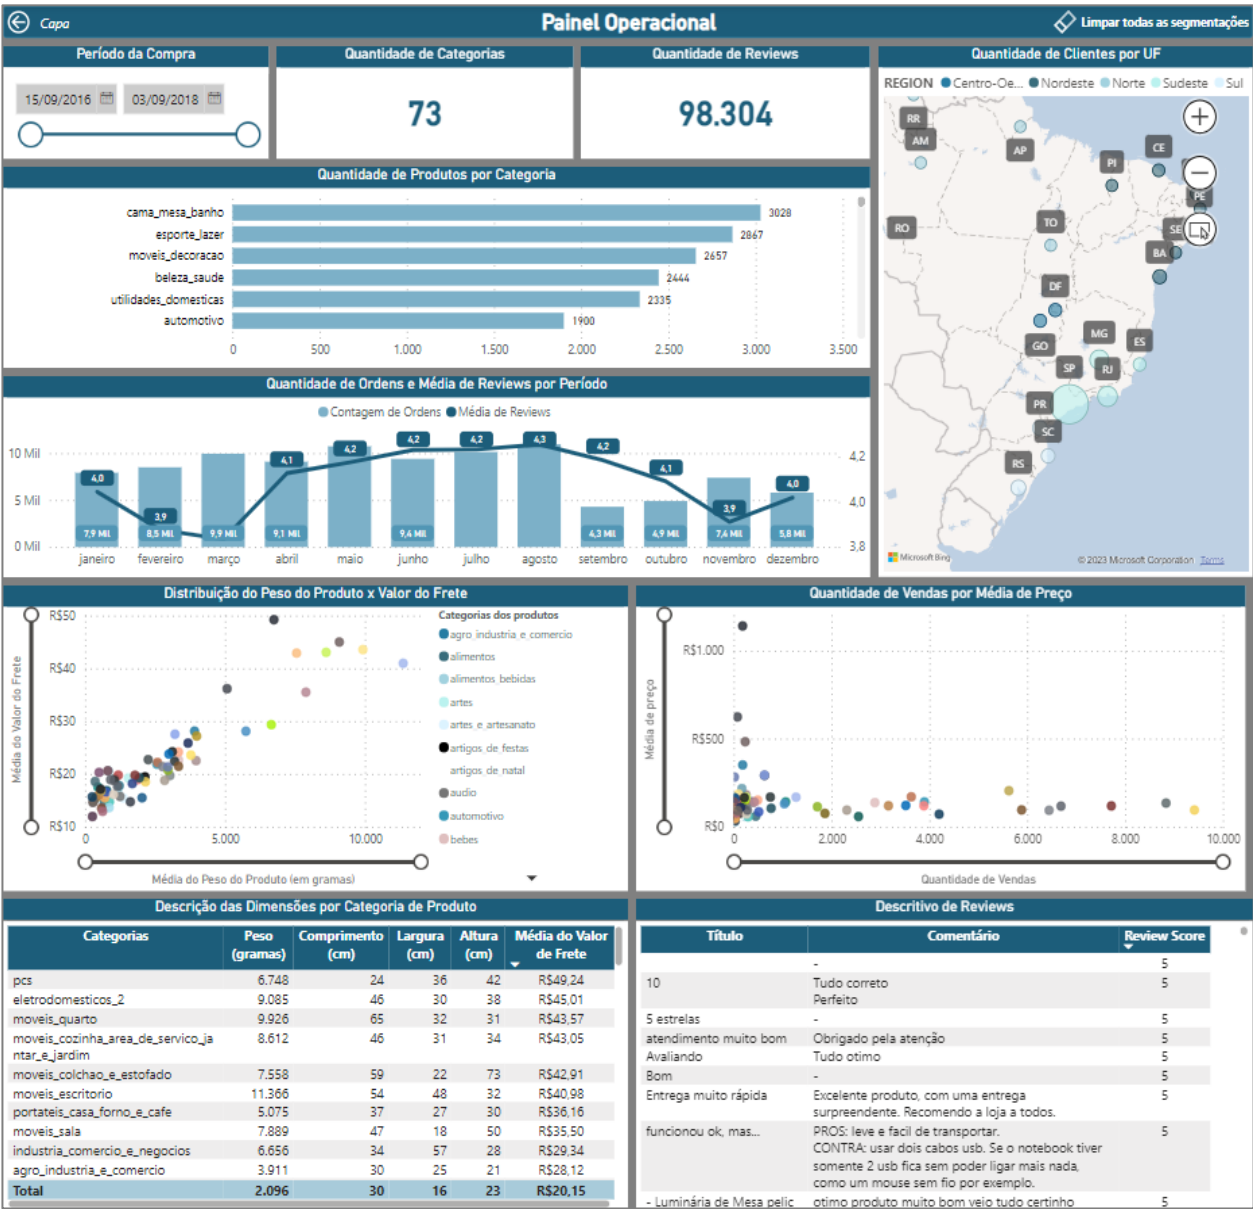 Capa
Painel Operacional
Limpar todas as segmentações
Período da Compra
15/09/2016
03/09/2018
Quantidade de Categorias
73
Quantidade de Reviews
98.304
Quantidade de Clientes por UF
REGION Centro-Oe... Nordeste Norte Sudeste Sul
RR
AM
AP
CE
PI
PE
RO
TO
SE
BA
DF
MG
ES
GO
SP
RJ
PR
SC
RS
Microsoft Bing
© 2023 Microsoft Corporation Terms
Quantidade de Produtos por Categoria
cama_mesa_banho 3028
esporte_lazer 2867
moveis_decoracao 2657
beleza_saude 2444
utilidades_domesticas 2335
automotivo 1900
0 500 1.000 1.500 2.000 2.500 3.000 3.500
Quantidade de Ordens e Média de Reviews por Período
Contagem de Ordens Média de Reviews
10 Mil
5 Mil
0 Mil
4,0 3,9 4,1 4,2 4,2 4,2 4,3 4,2 4,1 3,9 4,0
7,9 Mil 8,5 Mil 9,9 Mil 9,1 Mil 9,4 Mil 4,3 Mil 4,9 Mil 7,4 Mil 5,8 Mil
4,2
4,0
3,8
janeiro fevereiro março abril maio junho julho agosto setembro outubro novembro dezembro
Distribuição do Peso do Produto x Valor do Frete
Média do Valor do Frete
R$50
R$40
R$30
R$20
R$10
0 5.000 10.000
Média do Peso do Produto (em gramas)
Categorias dos produtos
agro_industria_e_comercio
alimentos
alimentos_bebidas
artes
artes_e_artesanato
artigos_de_festas
artigos_de_natal
audio
automotivo
bebes
Quantidade de Vendas por Média de Preço
Média de preço
R$1.000
R$500
R$0
0 2.000 4.000 6.000 8.000 10.000
Quantidade de Vendas
Descrição das Dimensões por Categoria de Produto
Categorias Peso (gramas) Comprimento (cm) Largura (cm) Altura (cm) Média do Valor de Frete
pcs 6.748 24 36 42 R$49,24
eletrodomesticos_2 9.085 46 30 38 R$45,01
moveis_quarto 9.926 65 32 31 R$43,57
moveis_cozinha_area_de_servico_ja 8.612 46 31 34 R$43,05
ntar_e_jardim
moveis_colchao_e_estofado 7.558 59 22 73 R$42,91
moveis_escritorio 11.366 54 48 32 R$40,98
portateis_casa_forno_e_cafe 5.075 37 27 30 R$36,16
moveis_sala 7.889 47 18 50 R$35,50
industria_comercio_e_negocios 6.656 34 57 28 R$29,34
agro_industria_e_comercio 3.911 30 25 21 R$28,12
Total 2.096 30 16 23 R$20,15
Descritivo de Reviews
Título Comentário Review Score
- 5
10 Tudo correto 5
Perfeito
5 estrelas - 5
atendimento muito bom Obrigado pela atenção 5
Avaliando Tudo otimo 5
Bom - 5
Entrega muito rápida Excelente produto, com uma entrega 5
surpreendente. Recomendo a loja a todos.
funcionou ok, mas... PROS: leve e facil de transportar. 5
CONTRA: usar dois cabos usb. Se o notebook tiver
somente 2 usb fica sem poder ligar mais nada,
como um mouse sem fio por exemplo.
- Luminária de Mesa pelic otimo produto muito bom veio tudo certinho 5